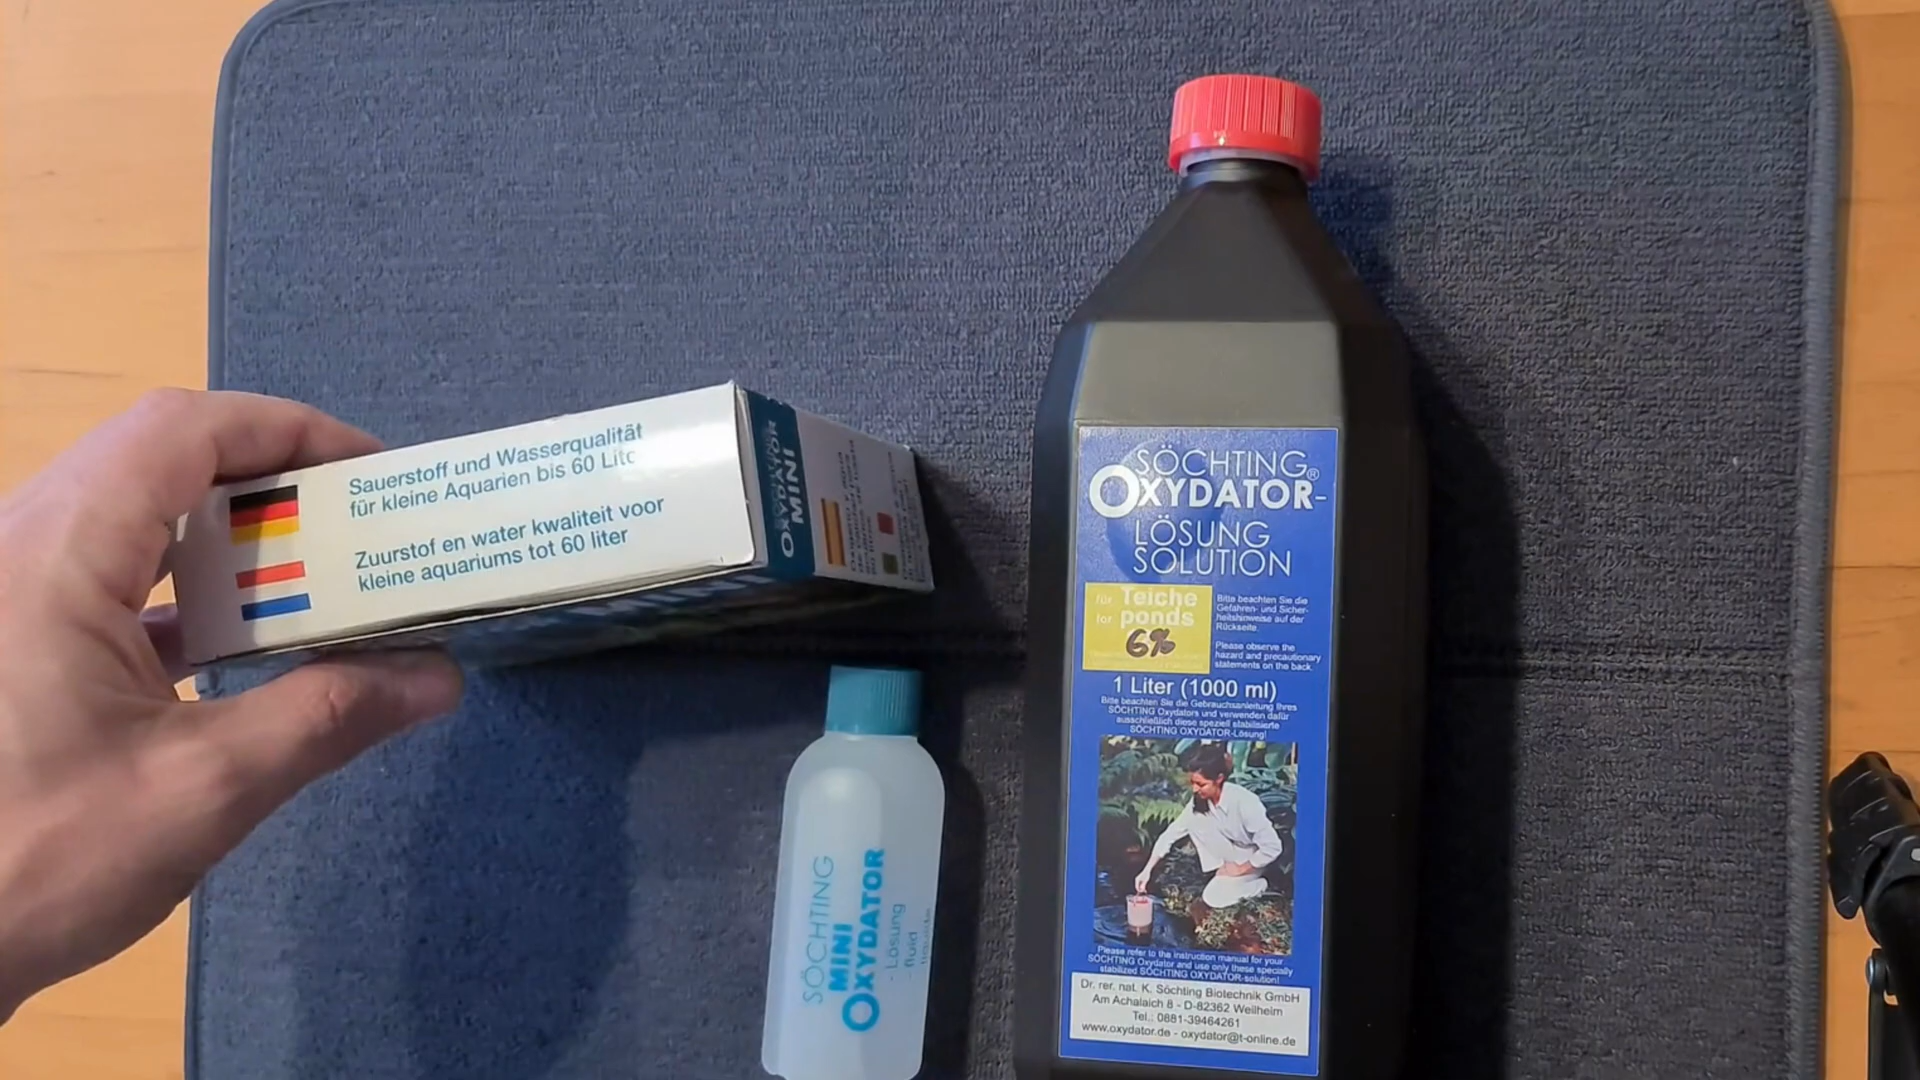 Sauerstoff und Wasserqualität
für kleine Aquarien bis 60 Lite
Zuurstof en water kwaliteit voor
kleine aquariums tot 60 liter
SÖCHTING
OXYDATOR
MINI
SÖCHTING
MINI
OXYDATOR
- Lösung
fluid
SÖCHTING®
OXYDATOR-
LÖSUNG
SOLUTION
für Teiche
for ponds
6%
Bitte beachten Sie die
Gefahren- und Sicher-
heitshinweise auf der
Rückseite.
Please observe the
hazard and precautionary
statements on the back.
1 Liter (1000 ml)
Bitte beachten Sie die Gebrauchsanleitung Ihres
SÖCHTING Oxydators und verwenden dafür
ausschließlich diese speziell stabilisierte
SÖCHTING OXYDATOR-Lösung!
Please refer to the instruction manual for your
SÖCHTING Oxydator and use only these specially
stabilized SÖCHTING OXYDATOR-solution!
Dr. rer. nat. K. Söchting Biotechnik GmbH
Am Achalaich 8 - D-82362 Weilheim
Tel.: 0881-39464261
www.oxydator.de - oxydator@t-online.de